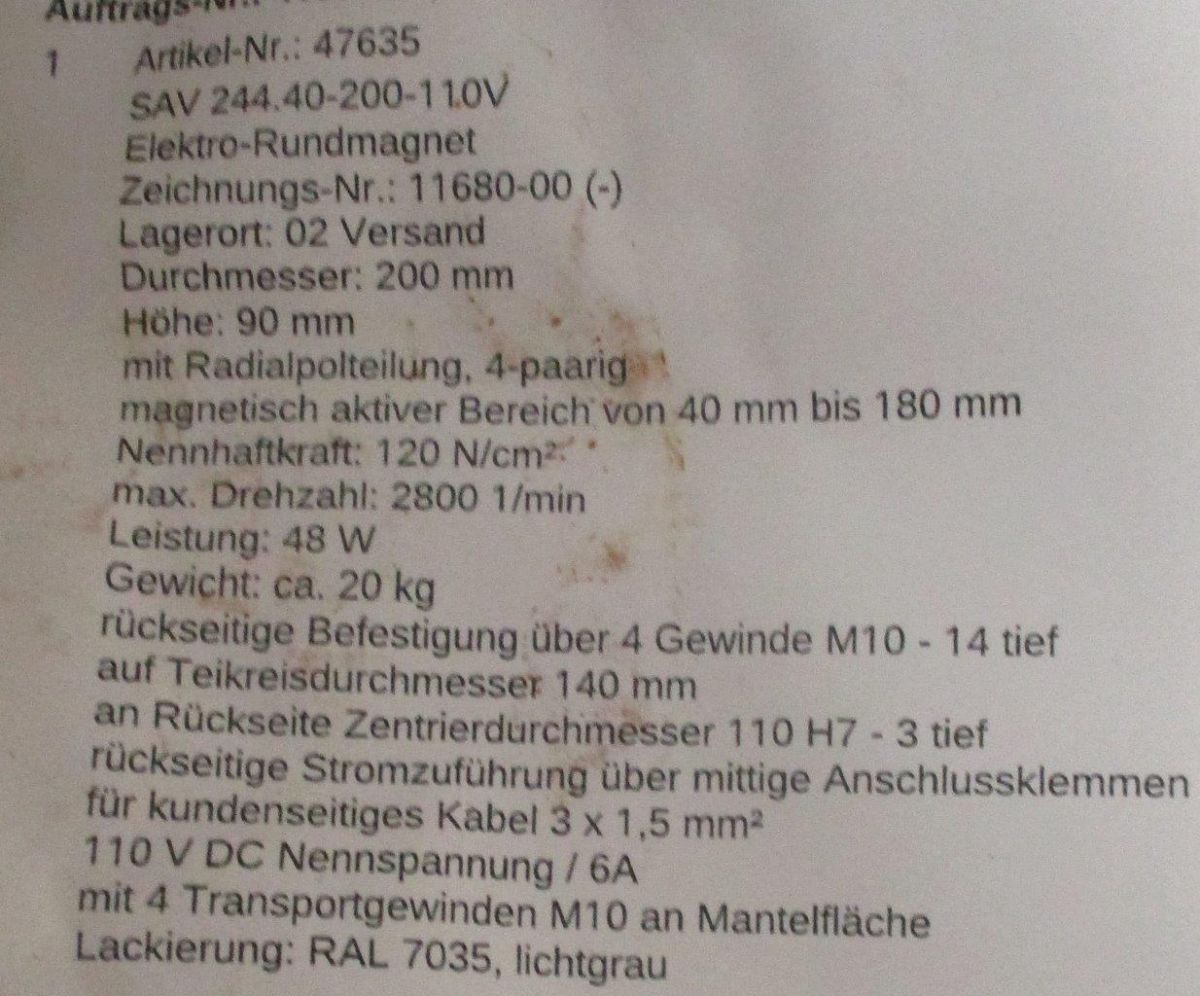 Auftrags-Nr.:
1 Artikel-Nr.: 47635
SAV 244.40-200-110V
Elektro-Rundmagnet
Zeichnungs-Nr.: 11680-00 (-)
Lagerort: 02 Versand
Durchmesser: 200 mm
Höhe: 90 mm
mit Radialpolteilung, 4-paarig
magnetisch aktiver Bereich von 40 mm bis 180 mm
Nennhaftkraft: 120 N/cm²
max. Drehzahl: 2800 1/min
Leistung: 48 W
Gewicht: ca. 20 kg
rückseitige Befestigung über 4 Gewinde M10 - 14 tief
auf Teikreisdurchmesser 140 mm
an Rückseite Zentrierdurchmesser 110 H7 - 3 tief
rückseitige Stromzuführung über mittige Anschlussklemmen
für kundenseitiges Kabel 3 x 1,5 mm²
110 V DC Nennspannung / 6A
mit 4 Transportgewinden M10 an Mantelfläche
Lackierung: RAL 7035, lichtgrau